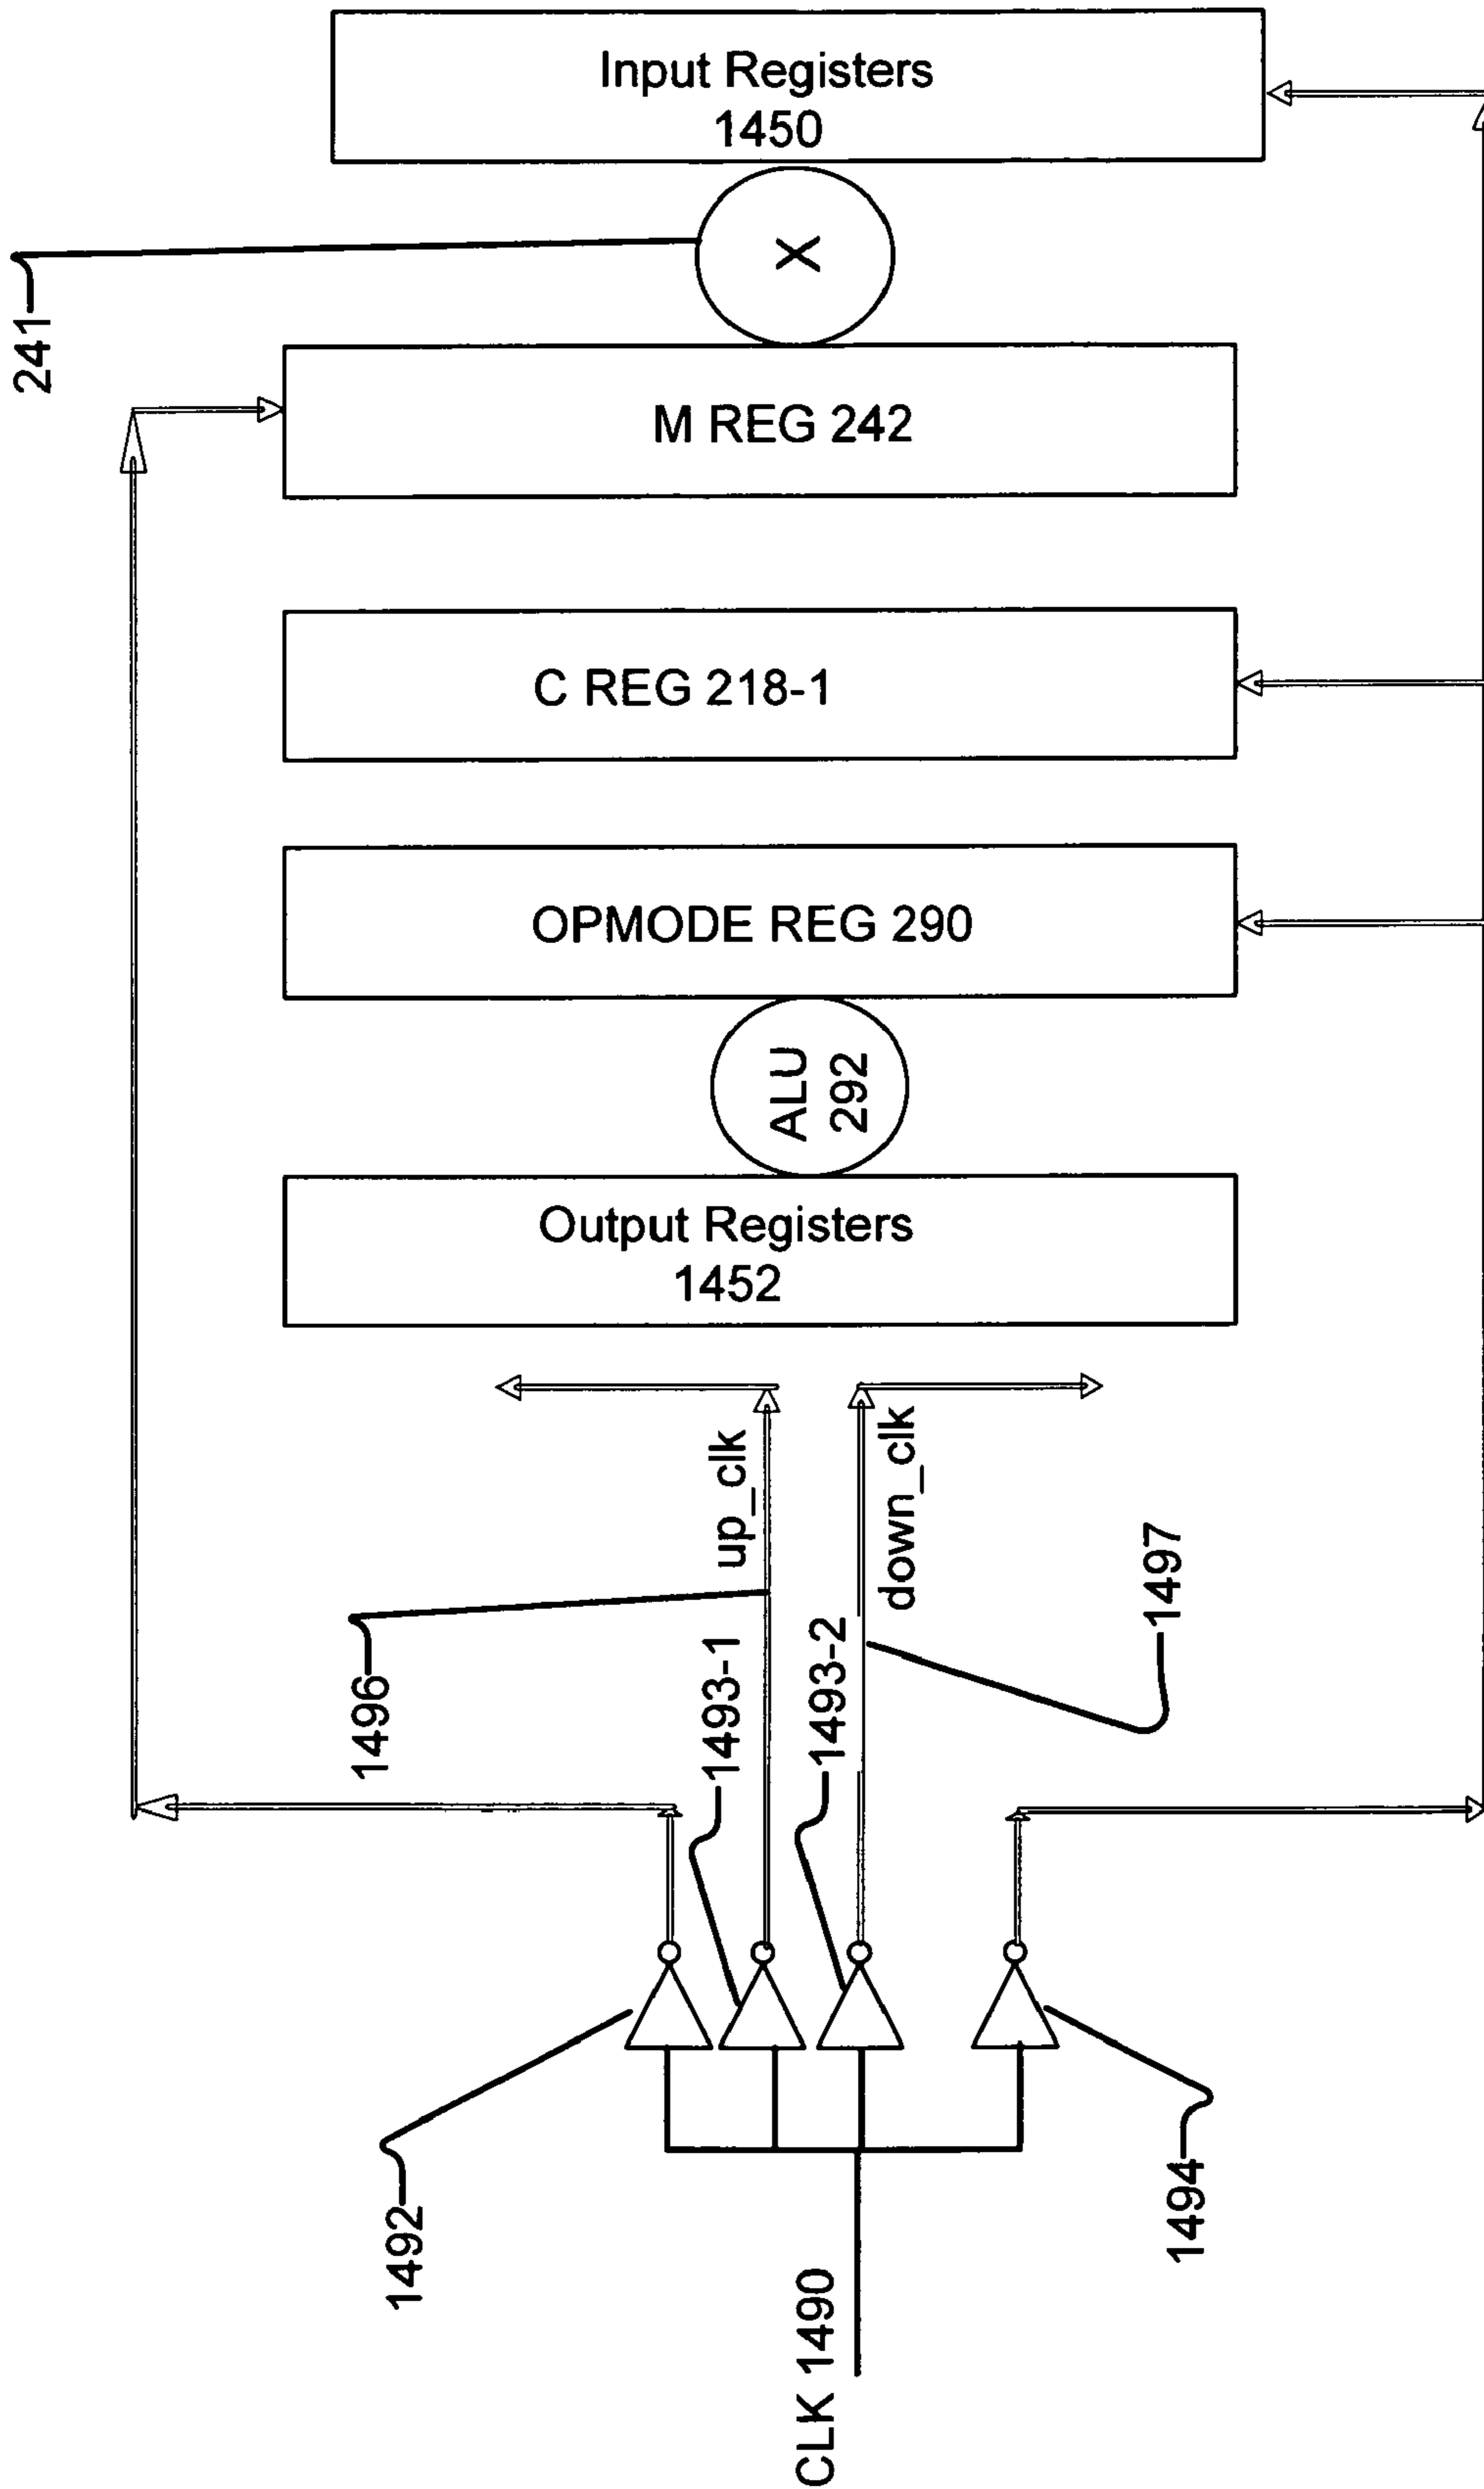 241
Input Registers
1450
X
M REG 242
C REG 218-1
OPMODE REG 290
ALU
292
Output Registers
1452
up_clk
down_clk
1496
1493-1
1493-2
1497
1492
1494
CLK 1490